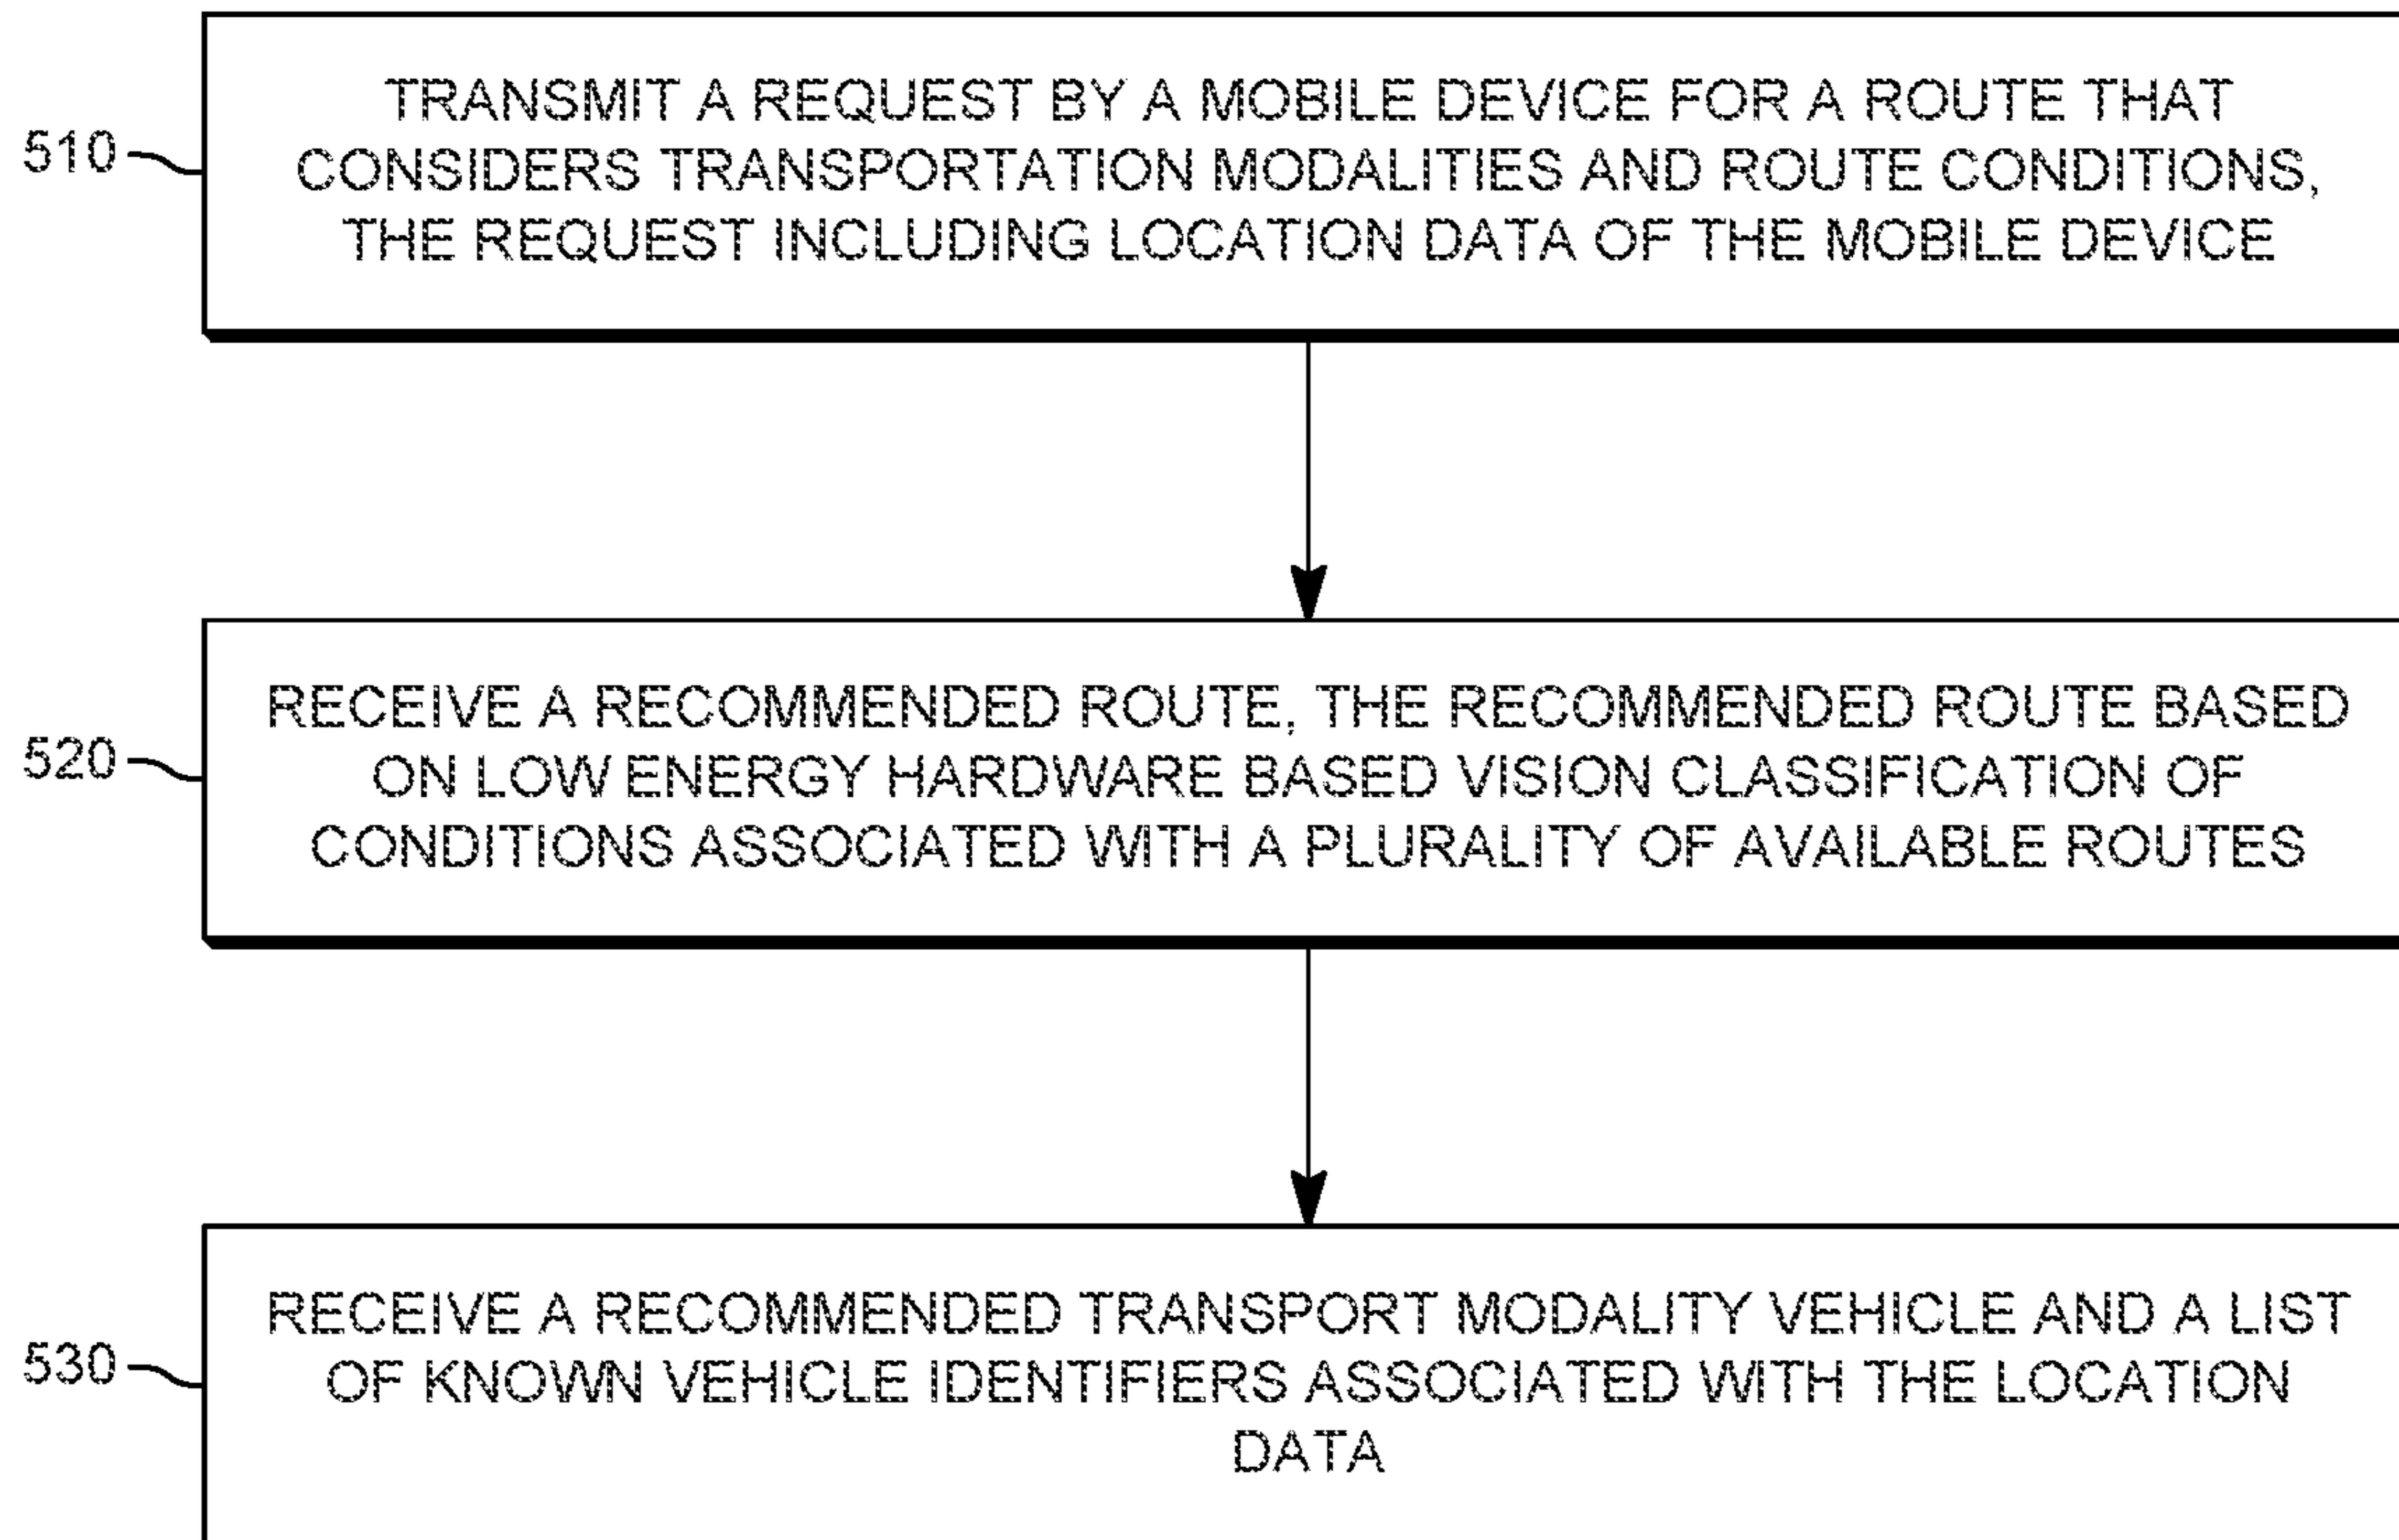 TRANSMIT A REQUEST BY A MOBILE DEVICE FOR A ROUTE THAT
510
CONSIDERS TRANSPORTATION MODALITIES AND ROUTE CONDITIONS,
THE REQUEST INCLUDING LOCATION DATA OF THE MOBILE DEVICE
RECEIVE A RECOMMENDED ROUTE, THE RECOMMENDED ROUTE BASED
520
ON LOW ENERGY HARDWARE BASED VISION CLASSIFICATION OF
CONDITIONS ASSOCIATED WITH A PLURALITY OF AVAILABLE ROUTES
RECEIVE A RECOMMENDED TRANSPORT MODALITY VEHICLE AND A LIST
530
OF KNOWN VEHICLE IDENTIFIERS ASSOCIATED WITH THE LOCATION
DATA